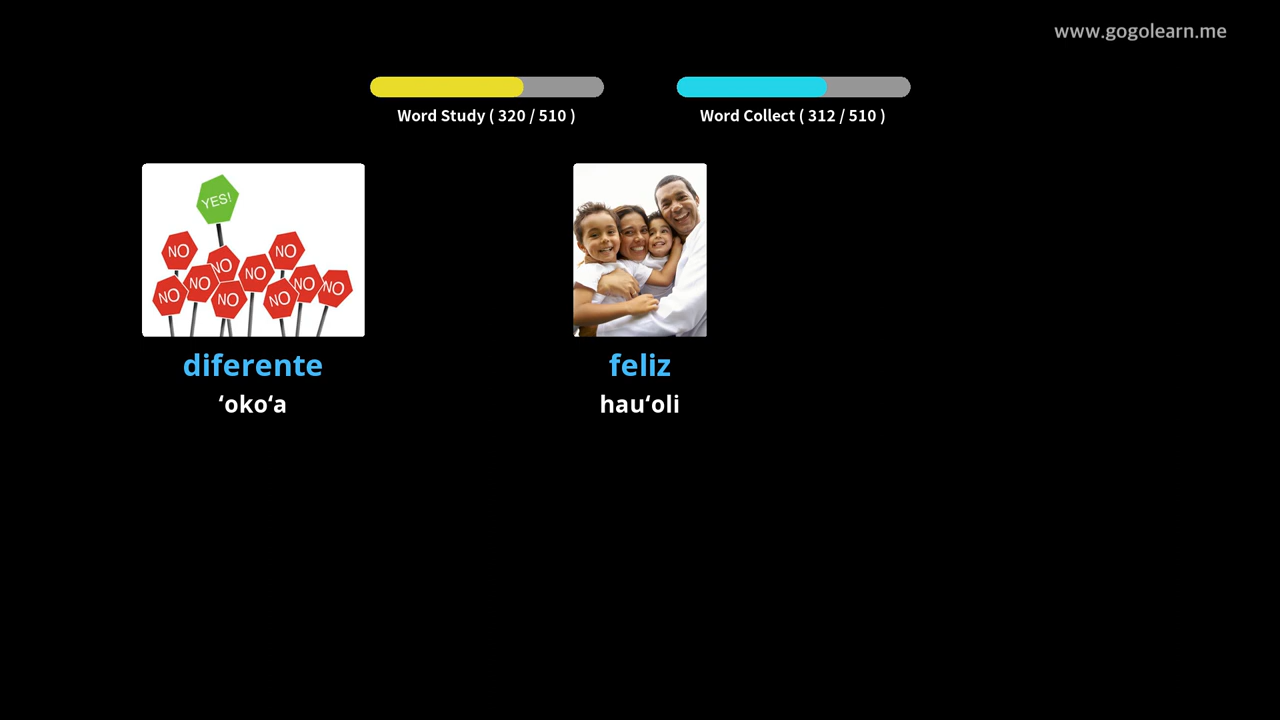 www.gogolearn.me
Word Study ( 320 / 510 )
Word Collect ( 312 / 510 )
YES!
NO
NO
NO
NO
NO
NO
NO
NO
NO
NO
diferente
ʻokoʻa
feliz
hauʻoli